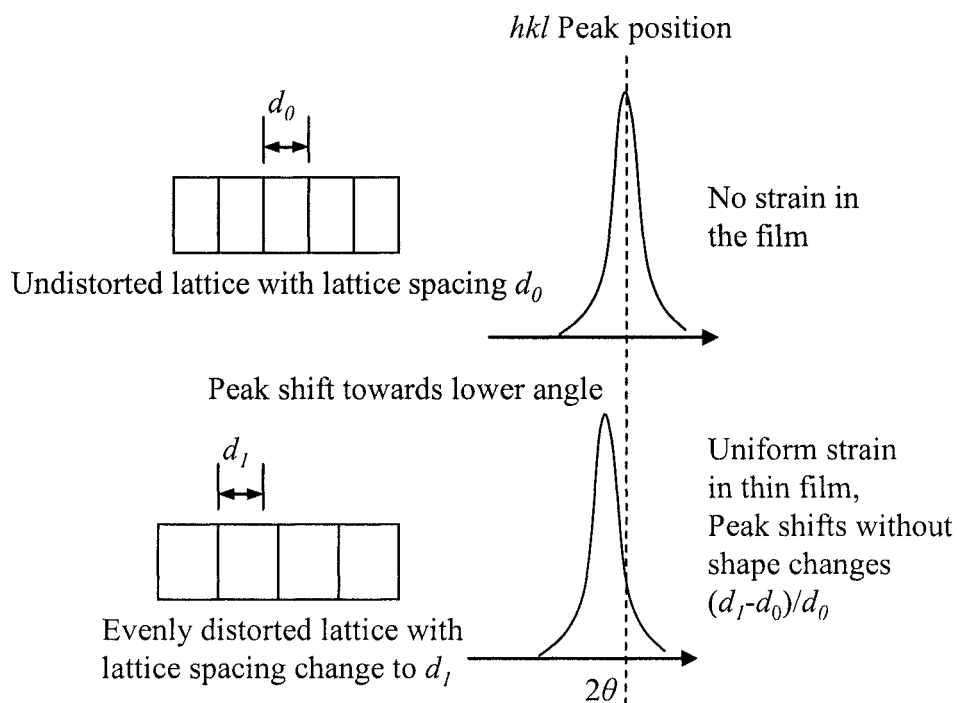 hkl Peak position
d₀
No strain in
the film
Undistorted lattice with lattice spacing d₀
Peak shift towards lower angle
d₁
Uniform strain
in thin film,
Peak shifts without
shape changes
(d₁-d₀)/d₀
Evenly distorted lattice with
lattice spacing change to d₁
2θ